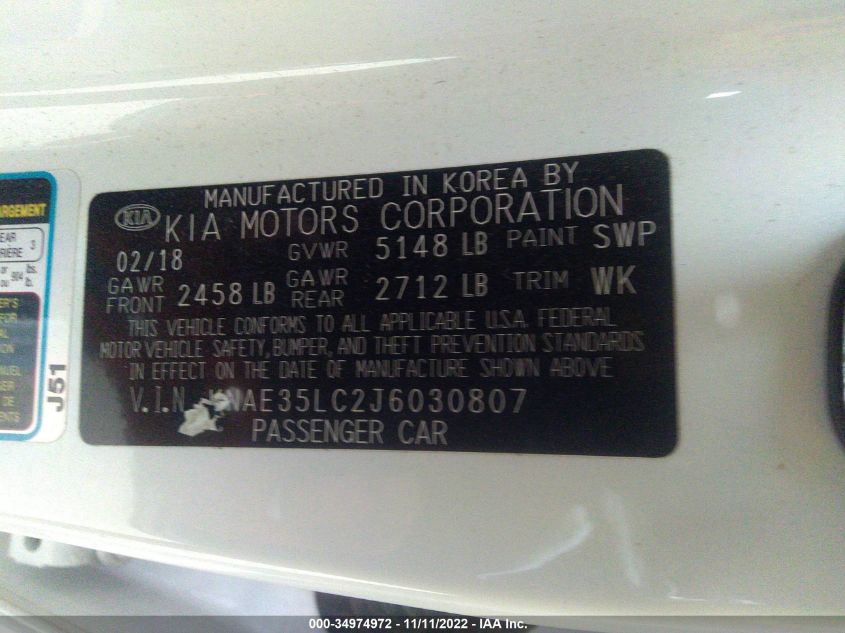 MANUFACTURED IN KOREA BY
KIA KIA MOTORS CORPORATION
02/18 GVWR 5148 LB PAINT SWP
GAWR FRONT 2458 LB GAWR REAR 2712 LB TRIM WK
THIS VEHICLE CONFORMS TO ALL APPLICABLE U.S.A. FEDERAL
MOTOR VEHICLE SAFETY, BUMPER, AND THEFT PREVENTION STANDARDS
IN EFFECT ON THE DATE OF MANUFACTURE SHOWN ABOVE
V.I.N. KNAE35LC2J6030807
PASSENGER CAR
J51
000-34974972 - 11/11/2022 - IAA Inc.